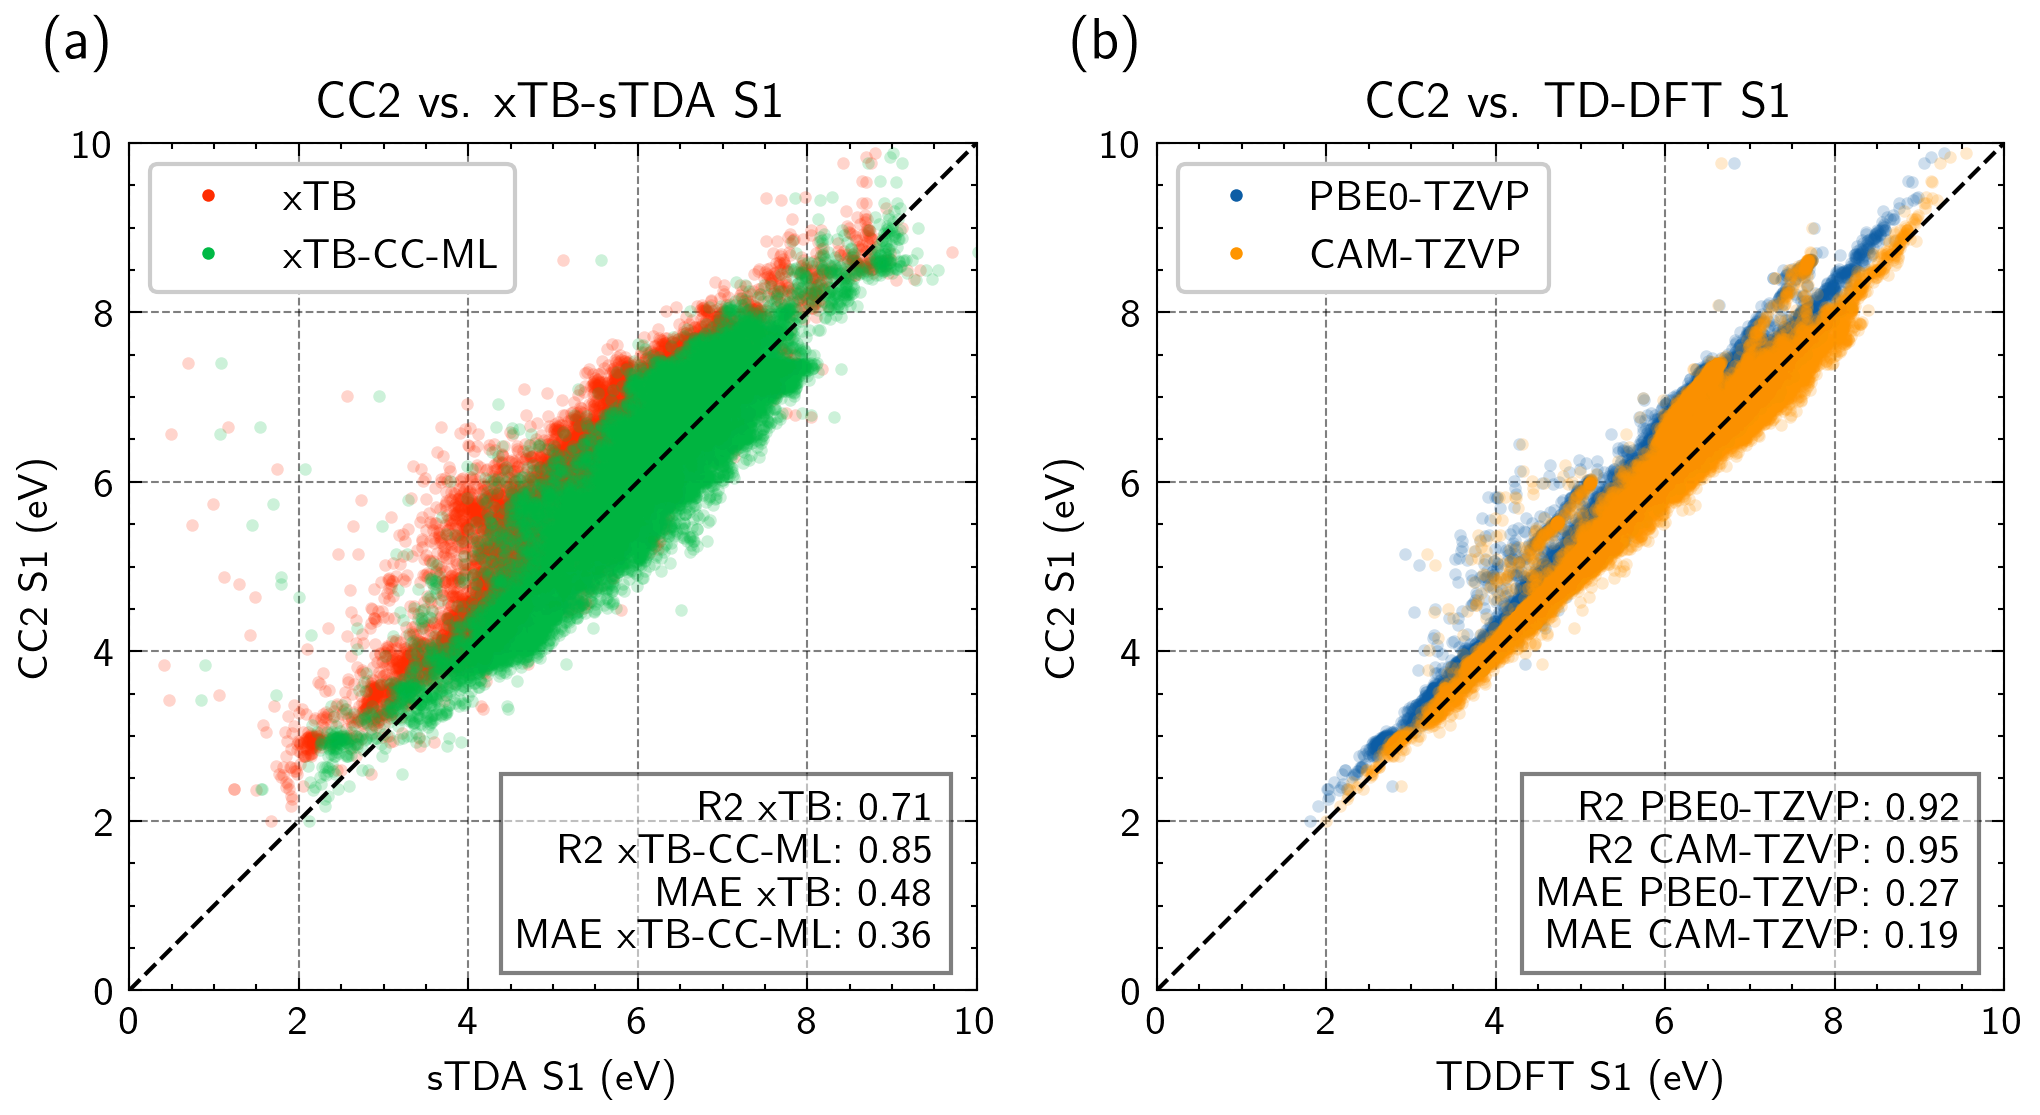 (a)
CC2 vs. xTB-sTDA S1
10
8
6
4
2
0
CC2 S1 (eV)
xTB
xTB-CC-ML
R2 xTB: 0.71
R2 xTB-CC-ML: 0.85
MAE xTB: 0.48
MAE xTB-CC-ML: 0.36
0 2 4 6 8 10
sTDA S1 (eV)
(b)
CC2 vs. TD-DFT S1
10
8
6
4
2
0
CC2 S1 (eV)
PBE0-TZVP
CAM-TZVP
R2 PBE0-TZVP: 0.92
R2 CAM-TZVP: 0.95
MAE PBE0-TZVP: 0.27
MAE CAM-TZVP: 0.19
0 2 4 6 8 10
TDDFT S1 (eV)